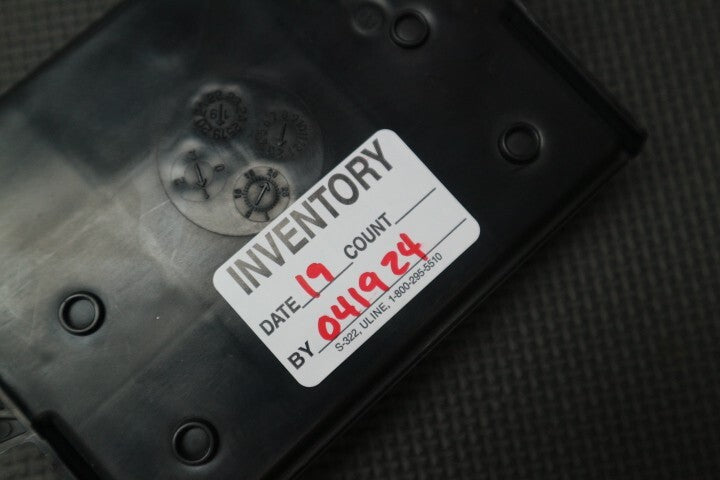 INVENTORY
DATE 19 COUNT
BY 041924
S-322, ULINE, 1-800-295-5510